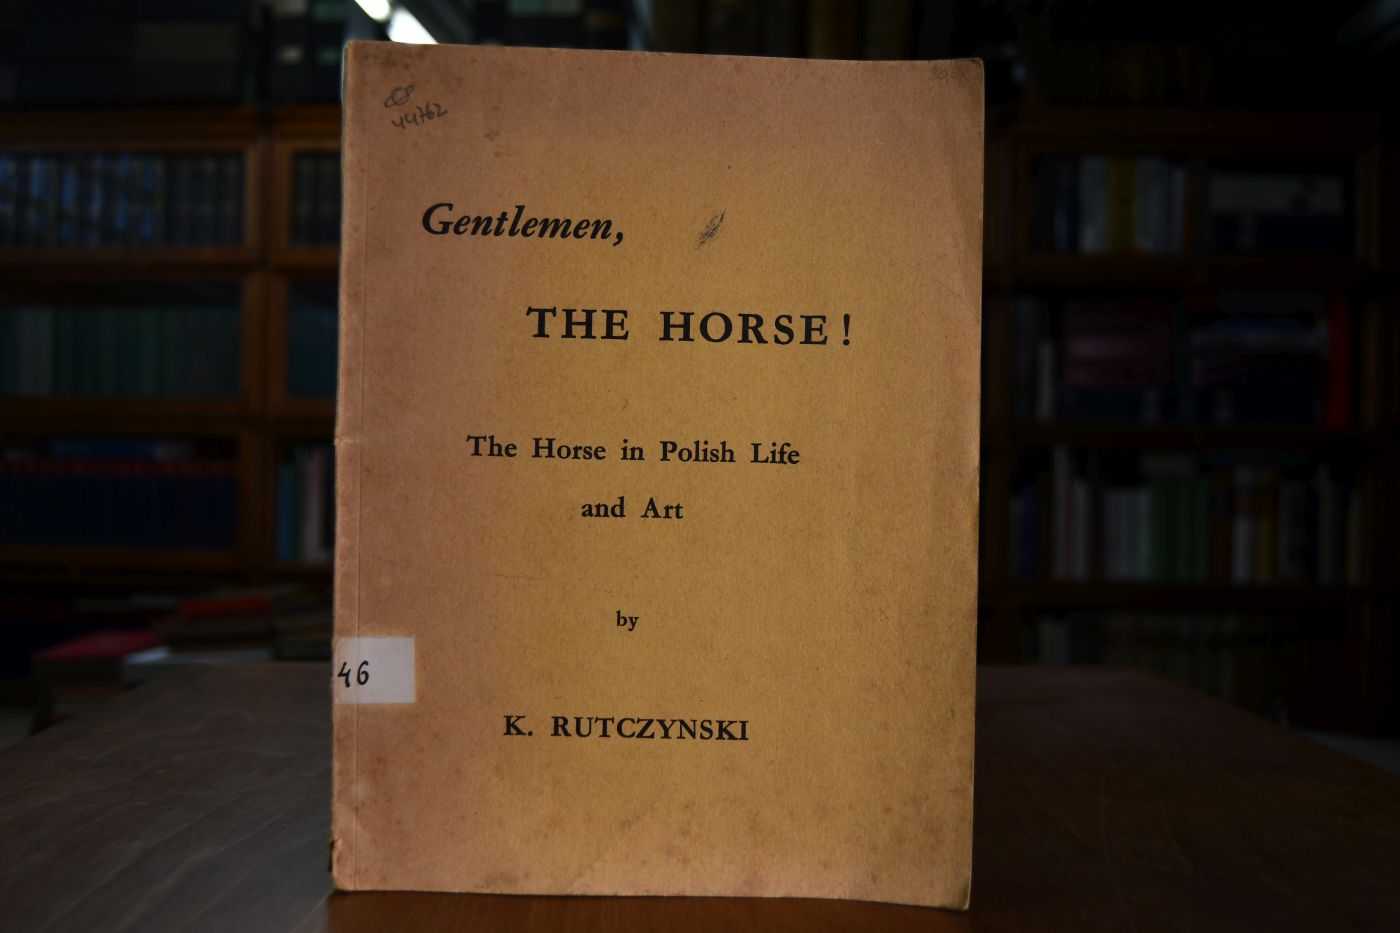 44762
Gentlemen,
THE HORSE!
The Horse in Polish Life
and Art
by
46
K. RUTCZYNSKI